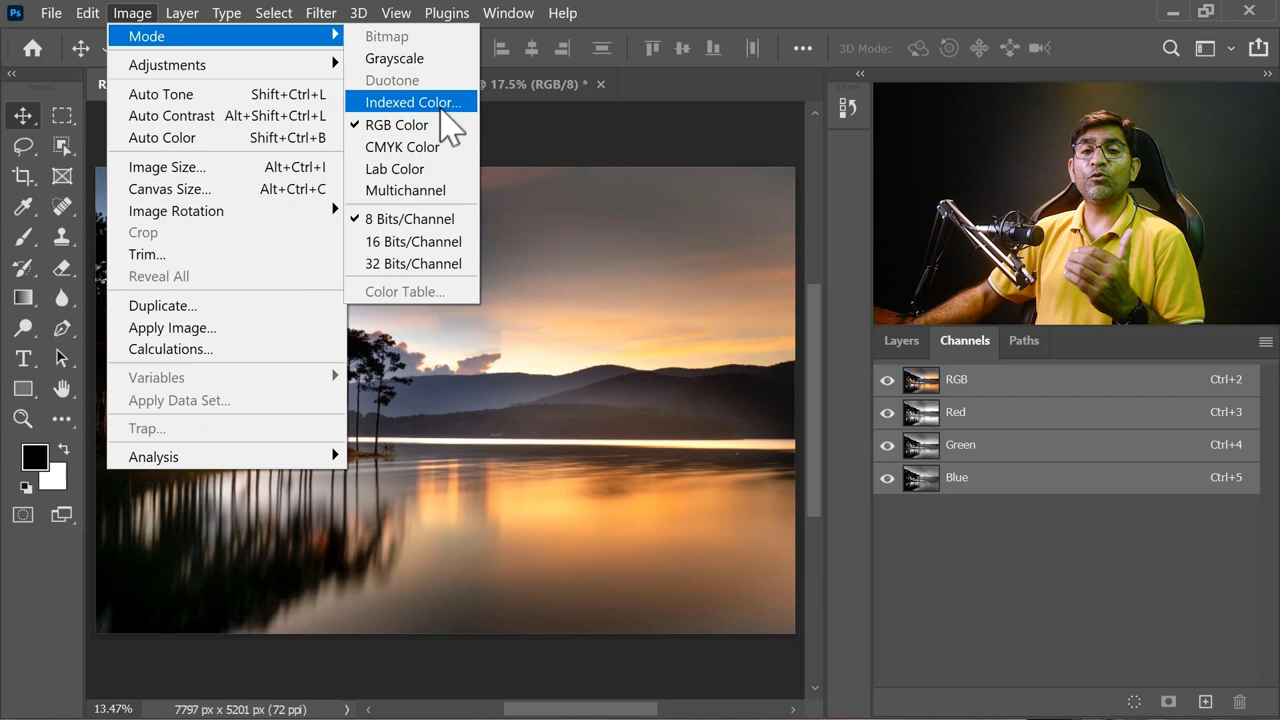 Ps File Edit Image Layer Type Select Filter 3D View Plugins Window Help
3D Mode:
@ 17.5% (RGB/8) *
Mode
Adjustments
Auto Tone Shift+Ctrl+L
Auto Contrast Alt+Shift+Ctrl+L
Auto Color Shift+Ctrl+B
Image Size... Alt+Ctrl+I
Canvas Size... Alt+Ctrl+C
Image Rotation
Crop
Trim...
Reveal All
Duplicate...
Apply Image...
Calculations...
Variables
Apply Data Set...
Trap...
Analysis
Bitmap
Grayscale
Duotone
Indexed Color...
RGB Color
CMYK Color
Lab Color
Multichannel
8 Bits/Channel
16 Bits/Channel
32 Bits/Channel
Color Table...
Layers Channels Paths
RGB Ctrl+2
Red Ctrl+3
Green Ctrl+4
Blue Ctrl+5
13.47% 7797 px x 5201 px (72 ppi)